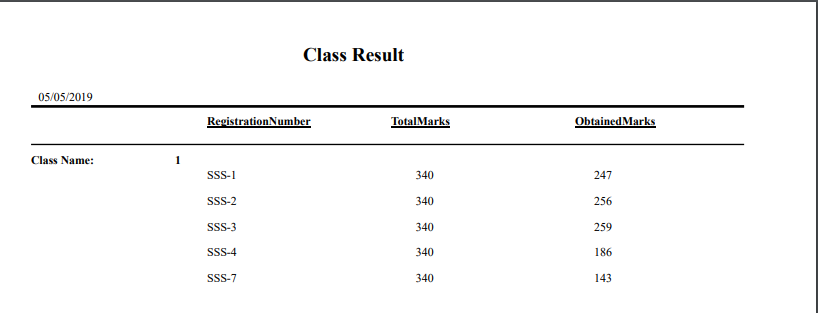 Class Result
05/05/2019
RegistrationNumber TotalMarks ObtainedMarks
Class Name: 1
SSS-1 340 247
SSS-2 340 256
SSS-3 340 259
SSS-4 340 186
SSS-7 340 143